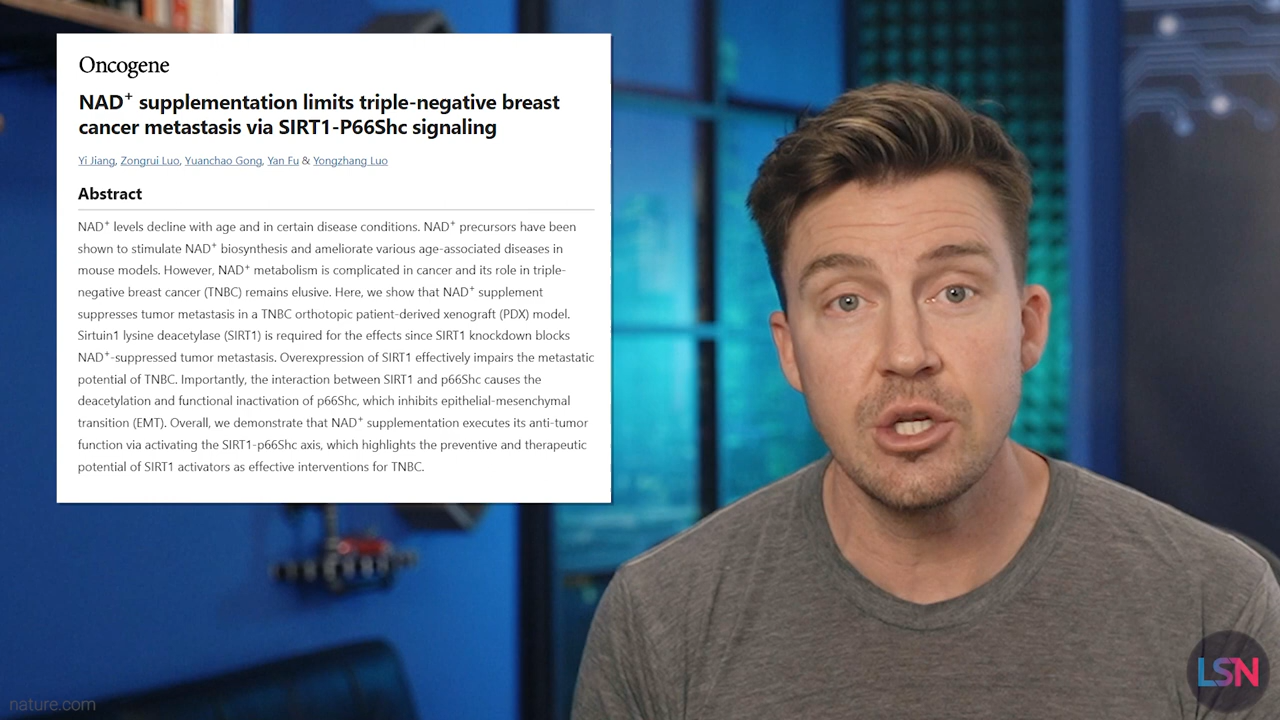 Oncogene
NAD⁺ supplementation limits triple-negative breast
cancer metastasis via SIRT1-P66Shc signaling
Yi Jiang, Zongrui Luo, Yuanchao Gong, Yan Fu & Yongzhang Luo
Abstract
NAD⁺ levels decline with age and in certain disease conditions. NAD⁺ precursors have been
shown to stimulate NAD⁺ biosynthesis and ameliorate various age-associated diseases in
mouse models. However, NAD⁺ metabolism is complicated in cancer and its role in triple-
negative breast cancer (TNBC) remains elusive. Here, we show that NAD⁺ supplement
suppresses tumor metastasis in a TNBC orthotopic patient-derived xenograft (PDX) model.
Sirtuin1 lysine deacetylase (SIRT1) is required for the effects since SIRT1 knockdown blocks
NAD⁺-suppressed tumor metastasis. Overexpression of SIRT1 effectively impairs the metastatic
potential of TNBC. Importantly, the interaction between SIRT1 and p66Shc causes the
deacetylation and functional inactivation of p66Shc, which inhibits epithelial-mesenchymal
transition (EMT). Overall, we demonstrate that NAD⁺ supplementation executes its anti-tumor
function via activating the SIRT1-p66Shc axis, which highlights the preventive and therapeutic
potential of SIRT1 activators as effective interventions for TNBC.
nature.com
LSN